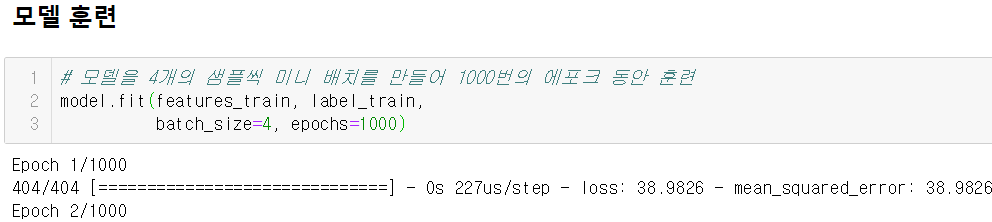 모델 훈련
1 # 모델을 4개의 샘플씩 미니 배치를 만들어 1000번의 에포크 동안 훈련
2 model.fit(features_train, label_train,
3 batch_size=4, epochs=1000)
Epoch 1/1000
404/404 [==============================] - 0s 227us/step - loss: 38.9826 - mean_squared_error: 38.9826
Epoch 2/1000